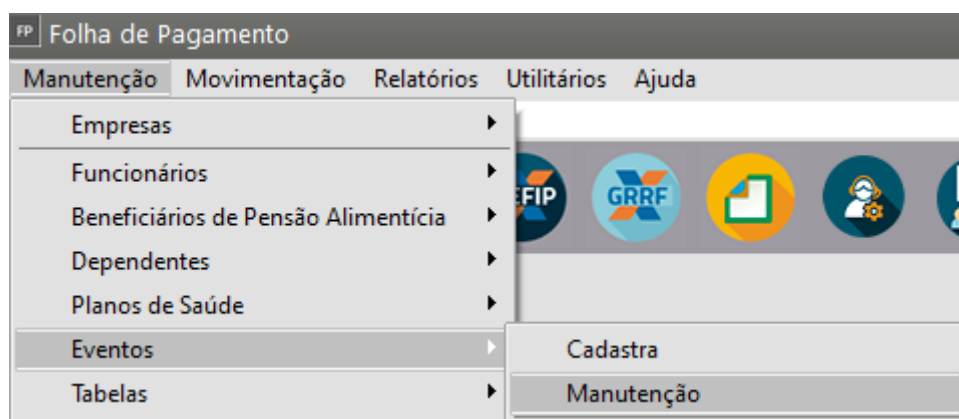 FP Folha de Pagamento
Manutenção Movimentação Relatórios Utilitários Ajuda
Empresas
Funcionários
Beneficiários de Pensão Alimentícia
Dependentes
Planos de Saúde
Eventos
Tabelas
EFIP
GRRF
Cadastra
Manutenção